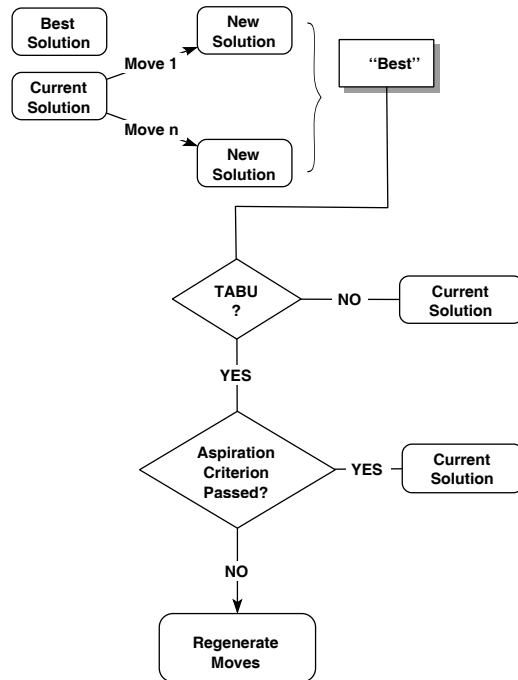 Best
Solution
New
Solution
Move 1
Current
Solution
Move n
New
Solution
“Best”
TABU
?
NO
Current
Solution
YES
Aspiration
Criterion
Passed?
YES
Current
Solution
NO
Regenerate
Moves